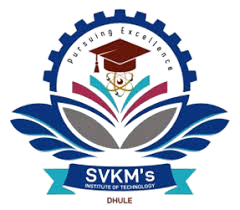 Pursuing Excellence
SVKM's
INSTITUTE OF TECHNOLOGY
DHULE